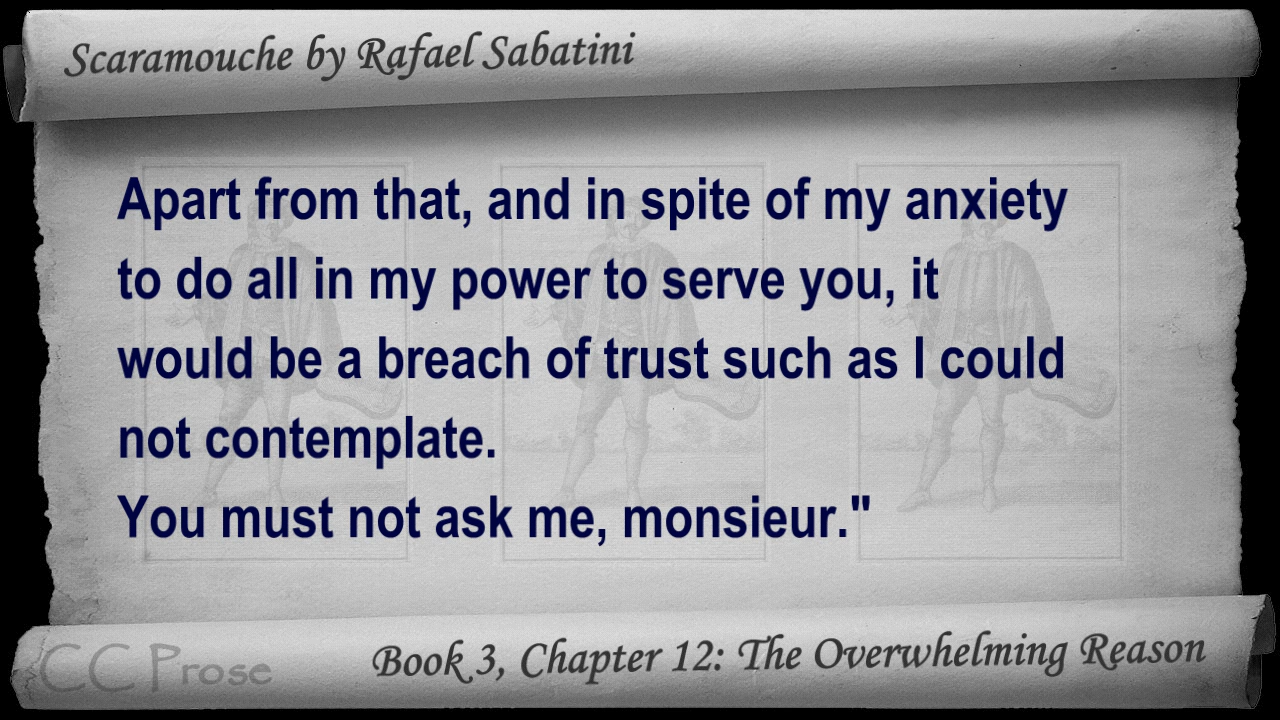 Scaramouche by Rafael Sabatini
Apart from that, and in spite of my anxiety
to do all in my power to serve you, it
would be a breach of trust such as I could
not contemplate.
You must not ask me, monsieur."
CC Prose
Book 3, Chapter 12: The Overwhelming Reason